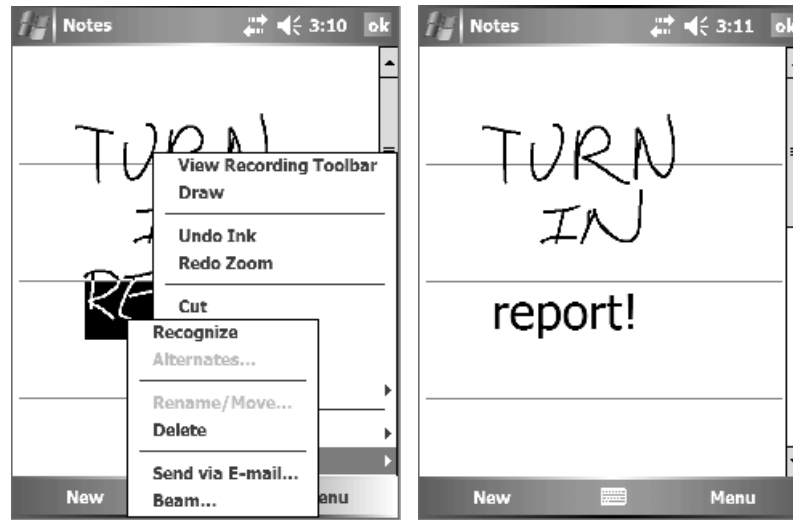 Notes 3:10 ok
TURN
View Recording Toolbar
Draw
Undo Ink
Redo Zoom
Cut
Recognize
Alternates...
Rename/Move...
Delete
Send via E-mail...
Beam...
New
Notes 3:11 ok
TURN
IN
report!
New Menu